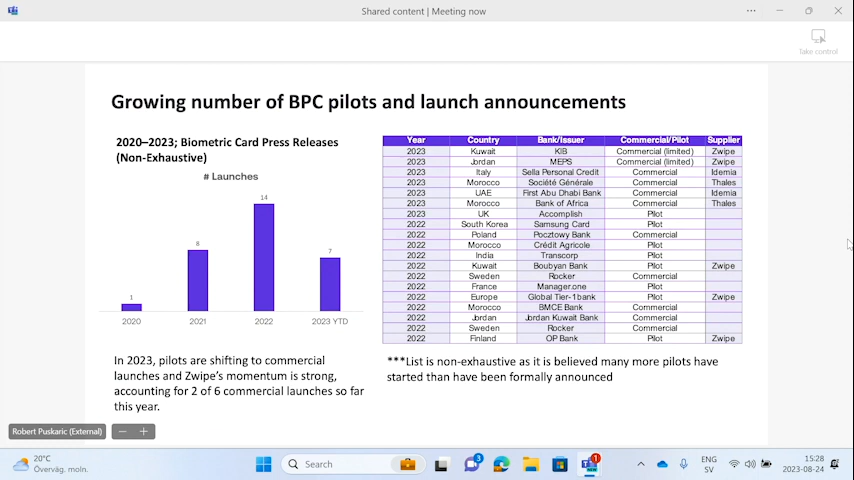 Shared content | Meeting now
Take control
Growing number of BPC pilots and launch announcements
2020–2023; Biometric Card Press Releases
(Non-Exhaustive)
# Launches
1
8
14
7
2020 2021 2022 2023 YTD
In 2023, pilots are shifting to commercial
launches and Zwipe's momentum is strong,
accounting for 2 of 6 commercial launches so far
this year.
Year Country Bank/Issuer Commercial/Pilot Supplier
2023 Kuwait KIB Commercial (limited) Zwipe
2023 Jordan MEPS Commercial (limited) Zwipe
2023 Italy Sella Personal Credit Commercial Idemia
2023 Morocco Société Générale Commercial Thales
2023 UAE First Abu Dhabi Bank Commercial Idemia
2023 Morocco Bank of Africa Commercial Thales
2023 UK Accomplish Pilot
2022 South Korea Samsung Card Pilot
2022 Poland Pocztowy Bank Commercial
2022 Morocco Crédit Agricole Pilot
2022 India Transcorp Pilot
2022 Kuwait Boubyan Bank Pilot Zwipe
2022 Sweden Rocker Commercial
2022 France Manager.one Pilot
2022 Europe Global Tier-1 bank Pilot Zwipe
2022 Morocco BMCE Bank Commercial
2022 Jordan Jordan Kuwait Bank Commercial
2022 Sweden Rocker Commercial
2022 Finland OP Bank Pilot Zwipe
***List is non-exhaustive as it is believed many more pilots have
started than have been formally announced
Robert Puskaric (External)
20°C
Överväg. moln.
Search
3
1
NEW
ENG
SV
15:28
2023-08-24